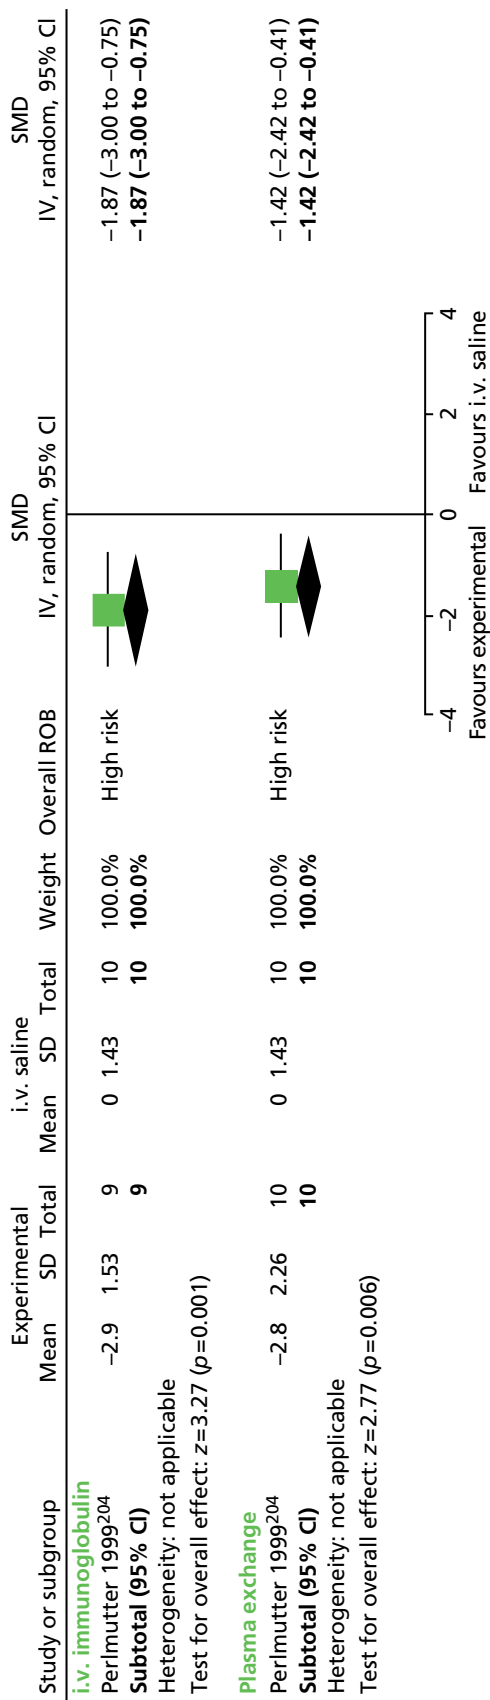 Experimental i.v. saline SMD SMD
Study or subgroup Mean SD Total Mean SD Total Weight Overall ROB IV, random, 95% CI IV, random, 95% CI
i.v. immunoglobulin
Perlmutter 1999204 −2.9 1.53 9 0 1.43 10 100.0% High risk −1.87 (−3.00 to −0.75)
Subtotal (95% CI) 9 10 100.0% −1.87 (−3.00 to −0.75)
Heterogeneity: not applicable
Test for overall effect: z=3.27 (p=0.001)
Plasma exchange
Perlmutter 1999204 −2.8 2.26 10 0 1.43 10 100.0% High risk −1.42 (−2.42 to −0.41)
Subtotal (95% CI) 10 10 100.0% −1.42 (−2.42 to −0.41)
Heterogeneity: not applicable
Test for overall effect: z=2.77 (p=0.006)
−4 −2 0 2 4
Favours experimental Favours i.v. saline